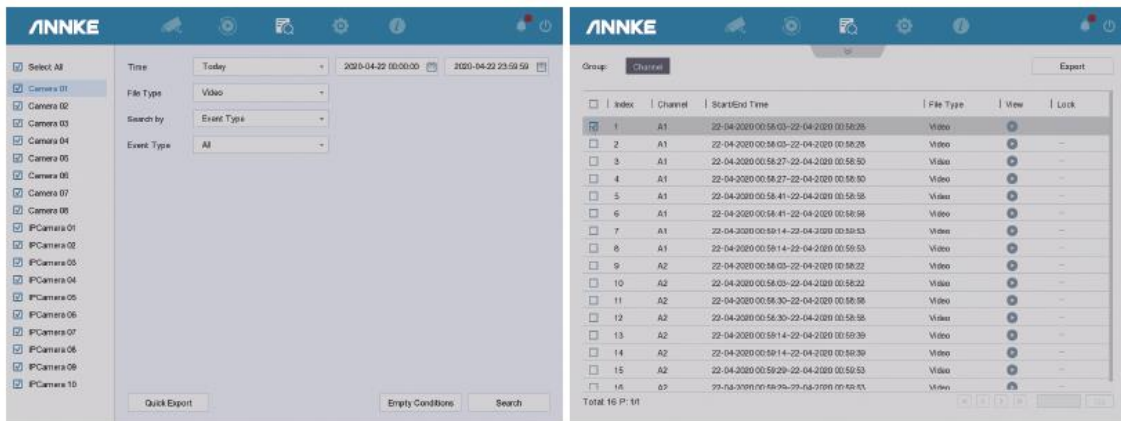 ANNKE
Select All
Camera 01
Camera 02
Camera 03
Camera 04
Camera 05
Camera 06
Camera 07
Camera 08
IPCamera 01
IPCamera 02
IPCamera 03
IPCamera 04
IPCamera 05
IPCamera 06
IPCamera 07
IPCamera 08
IPCamera 09
IPCamera 10
Time Today 2020-04-22 00:00:00 2020-04-22 23:59:59
File Type Video
Search by Event Type
Event Type All
Quick Export Empty Conditions Search
ANNKE
Group Channel Export
Index Channel Start/End Time File Type View Lock
1 A1 22-04-2020 00:58:03~22-04-2020 00:58:26 Video
2 A1 22-04-2020 00:58:03~22-04-2020 00:58:26 Video
3 A1 22-04-2020 00:58:27~22-04-2020 00:58:50 Video
4 A1 22-04-2020 00:58:27~22-04-2020 00:58:50 Video
5 A1 22-04-2020 00:58:41~22-04-2020 00:58:58 Video
6 A1 22-04-2020 00:58:41~22-04-2020 00:58:58 Video
7 A1 22-04-2020 00:59:14~22-04-2020 00:59:53 Video
8 A1 22-04-2020 00:59:14~22-04-2020 00:59:53 Video
9 A2 22-04-2020 00:58:03~22-04-2020 00:58:22 Video
10 A2 22-04-2020 00:58:03~22-04-2020 00:58:22 Video
11 A2 22-04-2020 00:58:30~22-04-2020 00:58:58 Video
12 A2 22-04-2020 00:58:30~22-04-2020 00:58:58 Video
13 A2 22-04-2020 00:59:14~22-04-2020 00:59:39 Video
14 A2 22-04-2020 00:59:14~22-04-2020 00:59:39 Video
15 A2 22-04-2020 00:59:29~22-04-2020 00:59:53 Video
16 A2 22-04-2020 00:59:29~22-04-2020 00:59:53 Video
Total: 16 P: 1/1